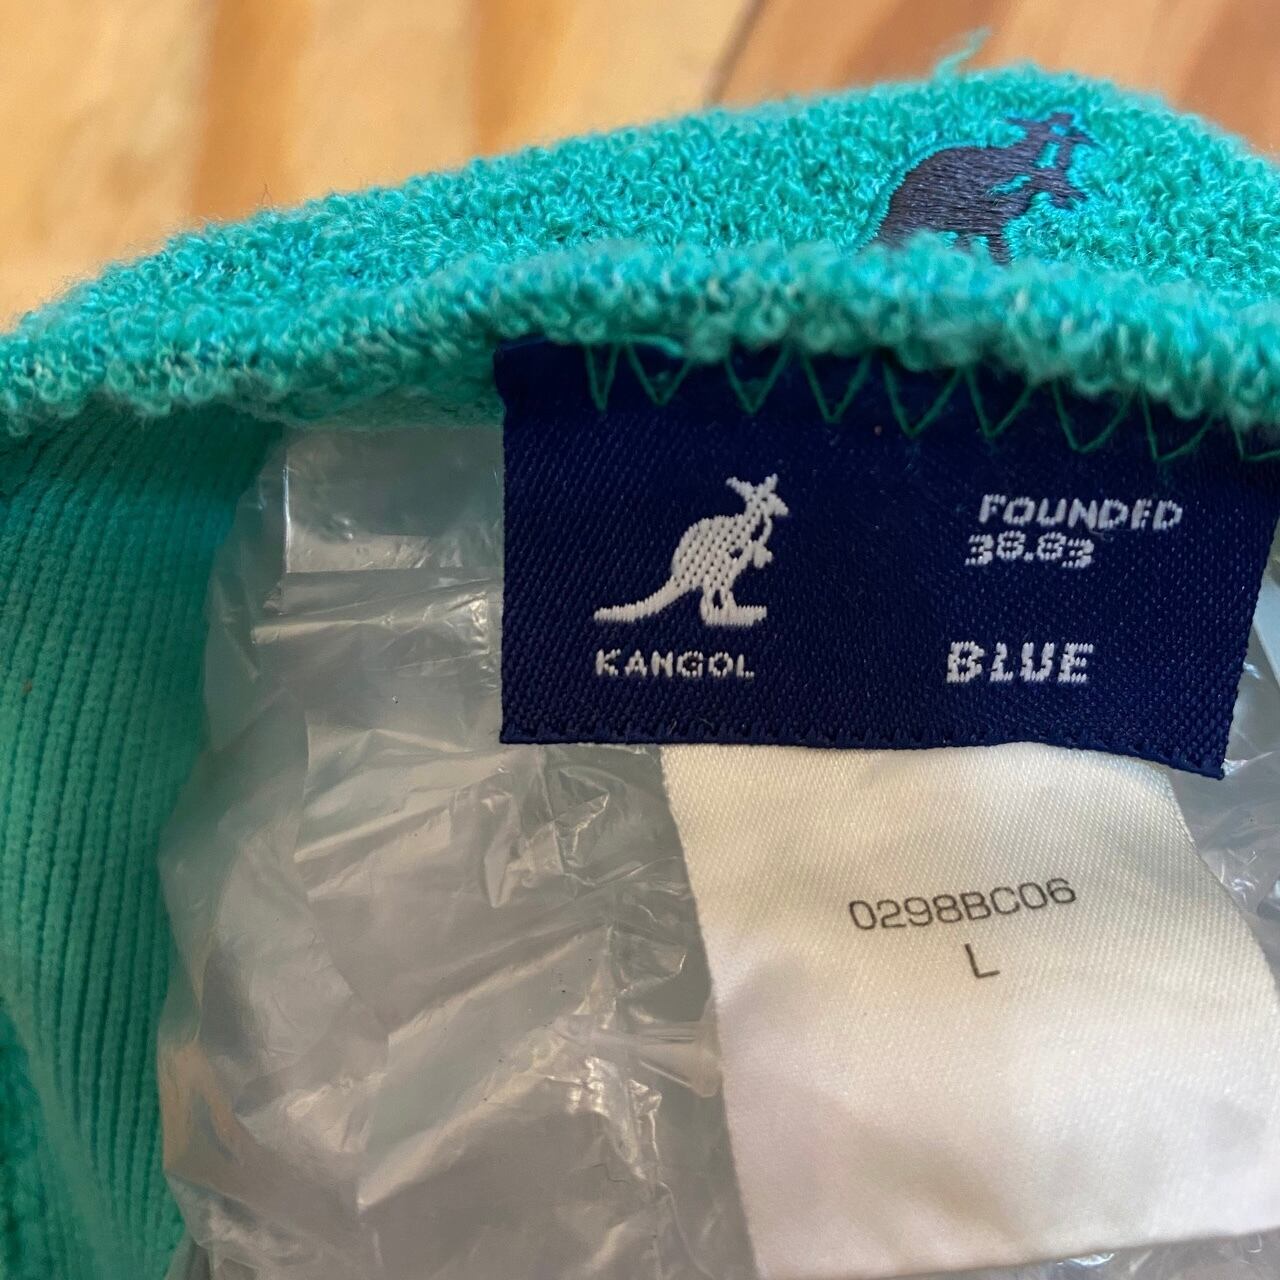 KANGOL
FOUNDED
38.83
BLUE
0298BC06
L